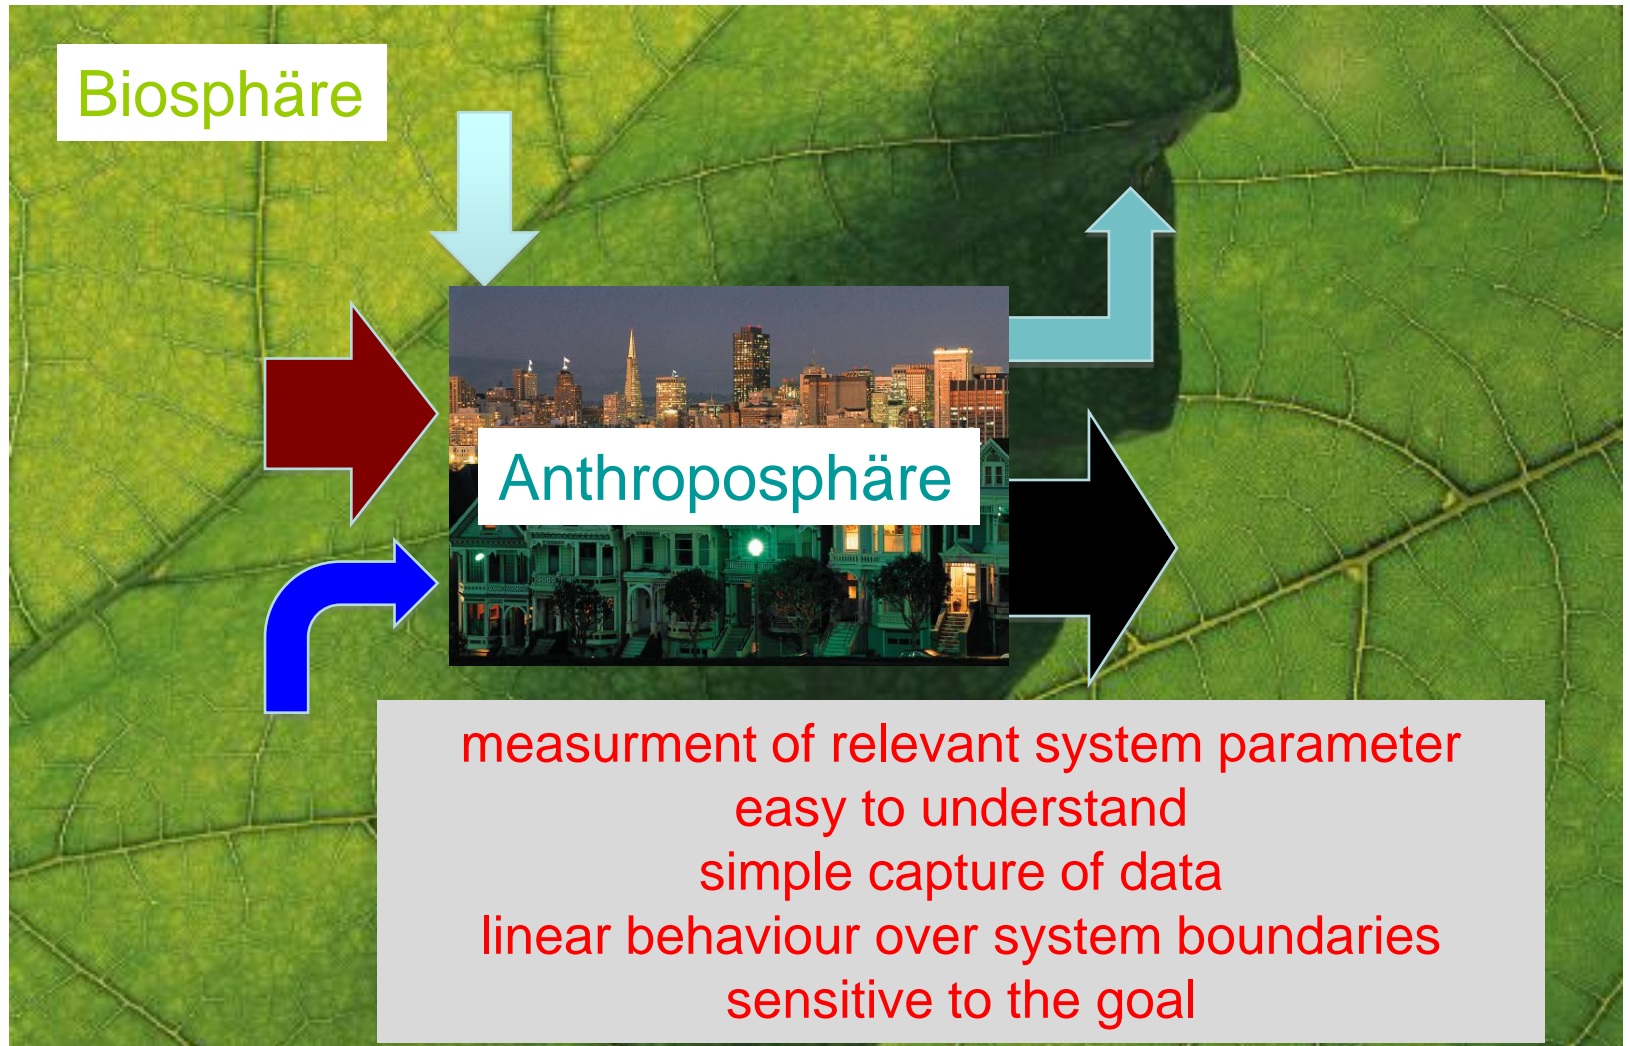 Biosphäre
Anthroposphäre
measurment of relevant system parameter
easy to understand
simple capture of data
linear behaviour over system boundaries
sensitive to the goal